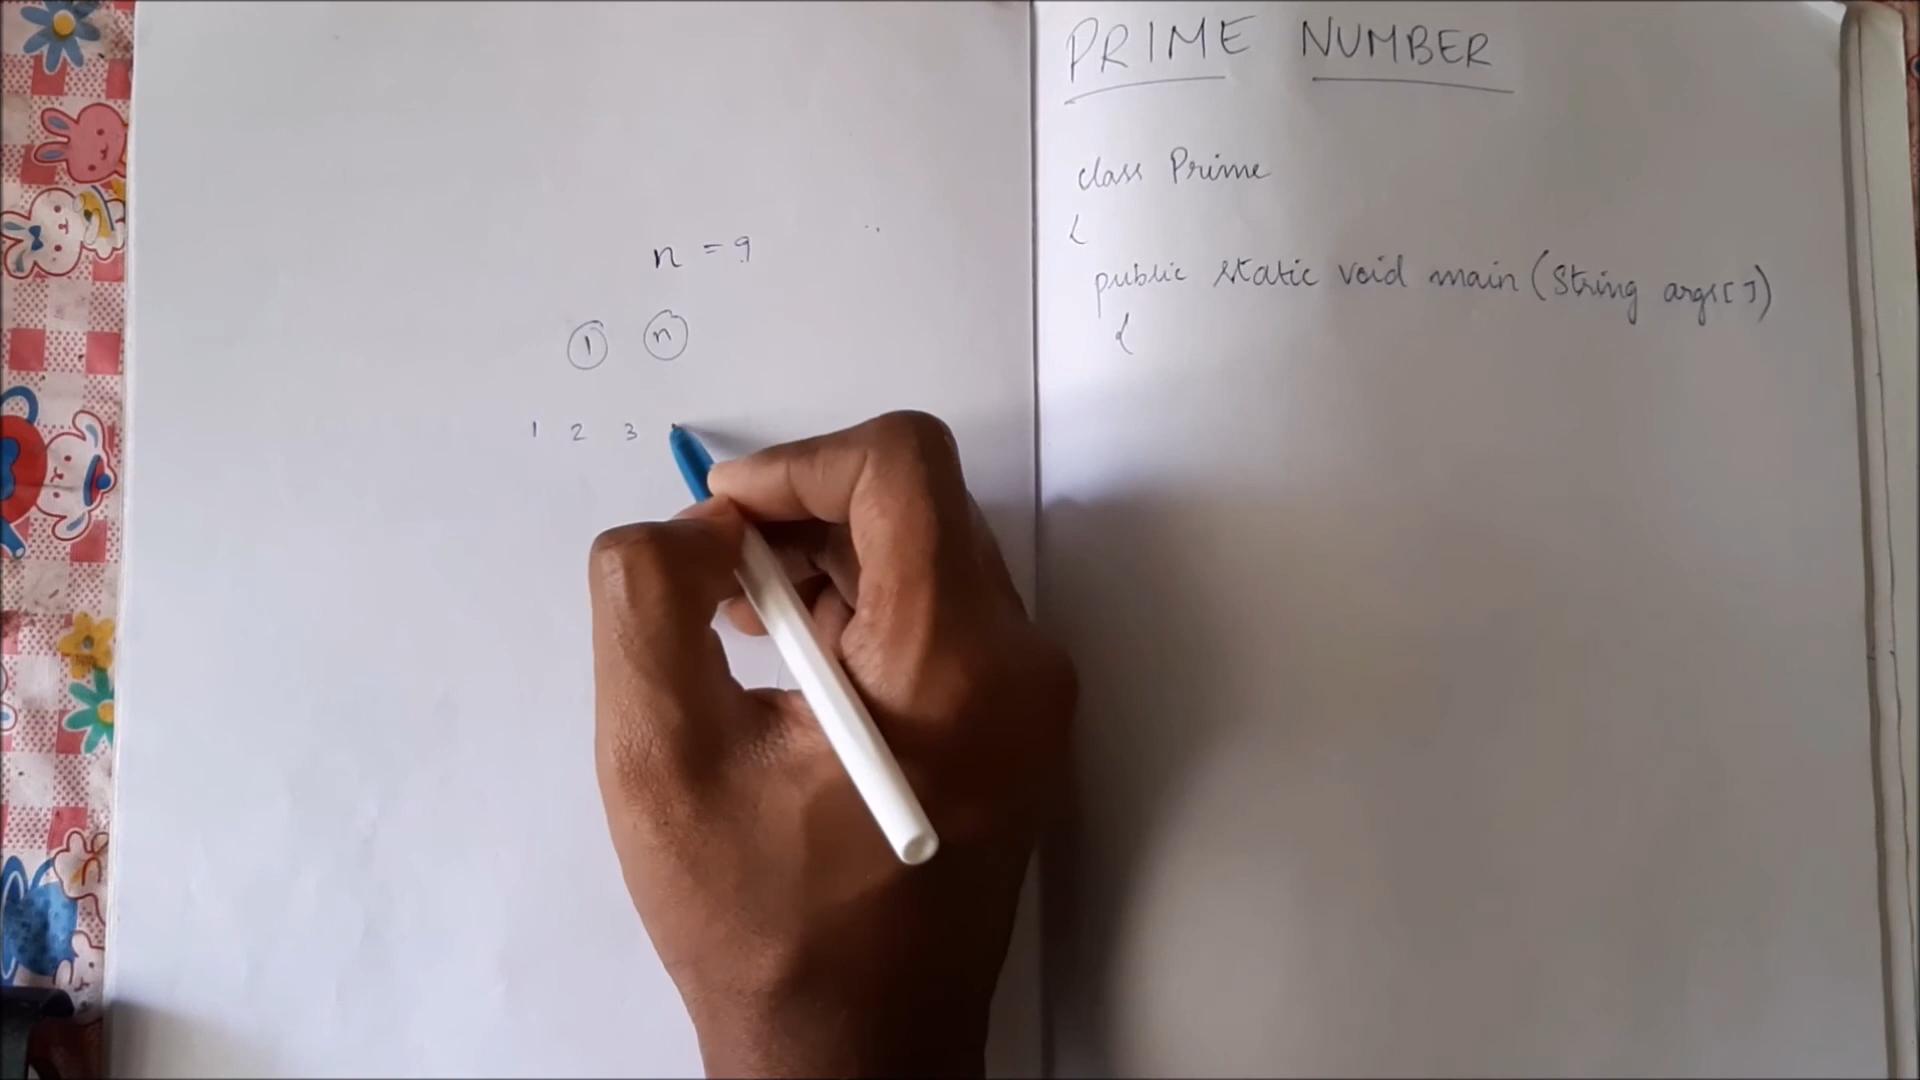 n = 9
1 n
1 2 3
PRIME NUMBER
class Prime
{
public static void main (String args[])
{